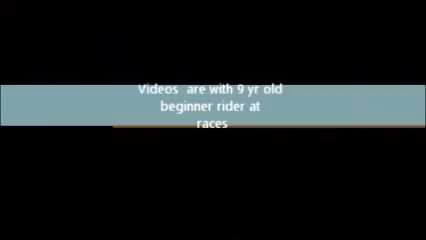 Videos  are with 9 yr old
beginner rider at
races